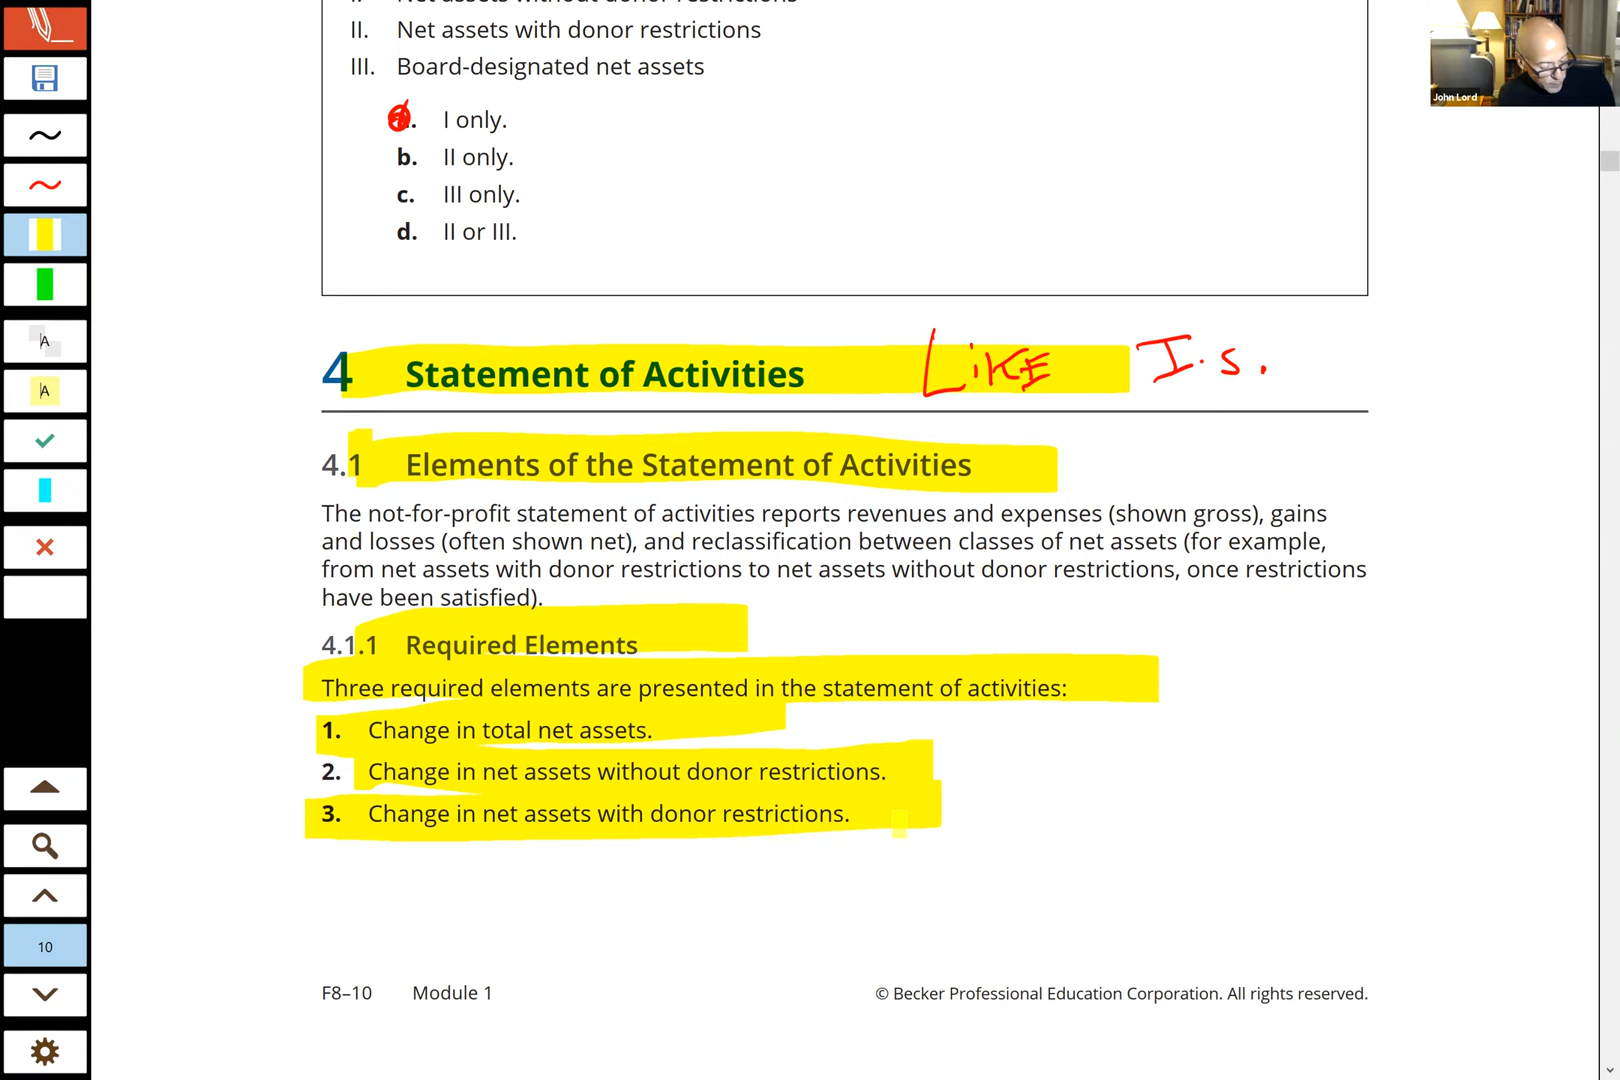 I. Net assets without donor restrictions
II. Net assets with donor restrictions
III. Board-designated net assets
I only.
b. II only.
c. III only.
d. II or III.
John Lord
4 Statement of Activities LiKE I.S.
4.1 Elements of the Statement of Activities
The not-for-profit statement of activities reports revenues and expenses (shown gross), gains
and losses (often shown net), and reclassification between classes of net assets (for example,
from net assets with donor restrictions to net assets without donor restrictions, once restrictions
have been satisfied).
4.1.1 Required Elements
Three required elements are presented in the statement of activities:
1. Change in total net assets.
2. Change in net assets without donor restrictions.
3. Change in net assets with donor restrictions.
A
A
10
F8–10 Module 1 © Becker Professional Education Corporation. All rights reserved.